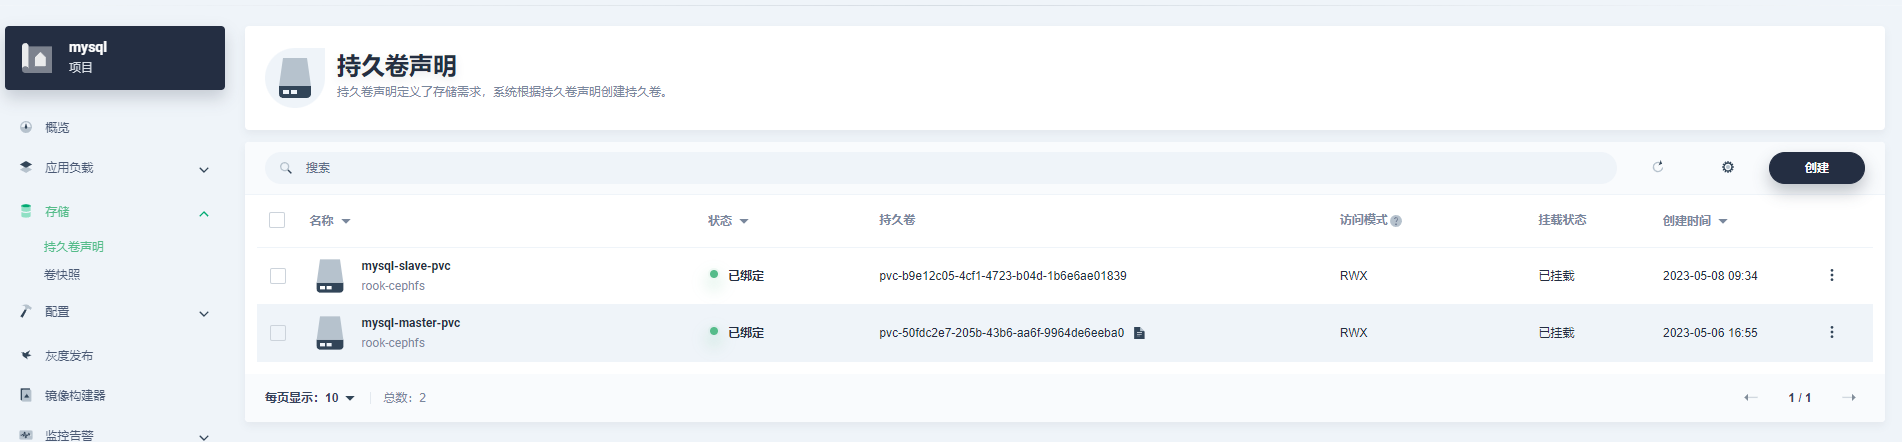 mysql
项目
概览
应用负载
存储
持久卷声明
卷快照
配置
灰度发布
镜像构建器
监控告警
持久卷声明
持久卷声明定义了存储需求，系统根据持久卷声明创建持久卷。
搜索
创建
名称 状态 持久卷 访问模式 ? 挂载状态 创建时间
mysql-slave-pvc
rook-cephfs
已绑定 pvc-b9e12c05-4cf1-4723-b04d-1b6e6ae01839 RWX 已挂载 2023-05-08 09:34
mysql-master-pvc
rook-cephfs
已绑定 pvc-50fdc2e7-205b-43b6-aa6f-9964de6eeba0 RWX 已挂载 2023-05-06 16:55
每页显示：10 总数：2 1 / 1